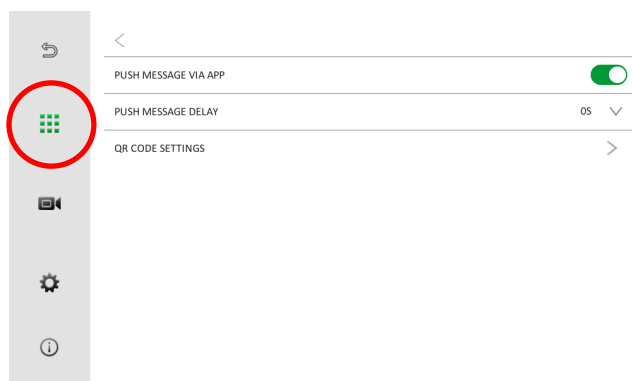 PUSH MESSAGE VIA APP
PUSH MESSAGE DELAY 0S
QR CODE SETTINGS